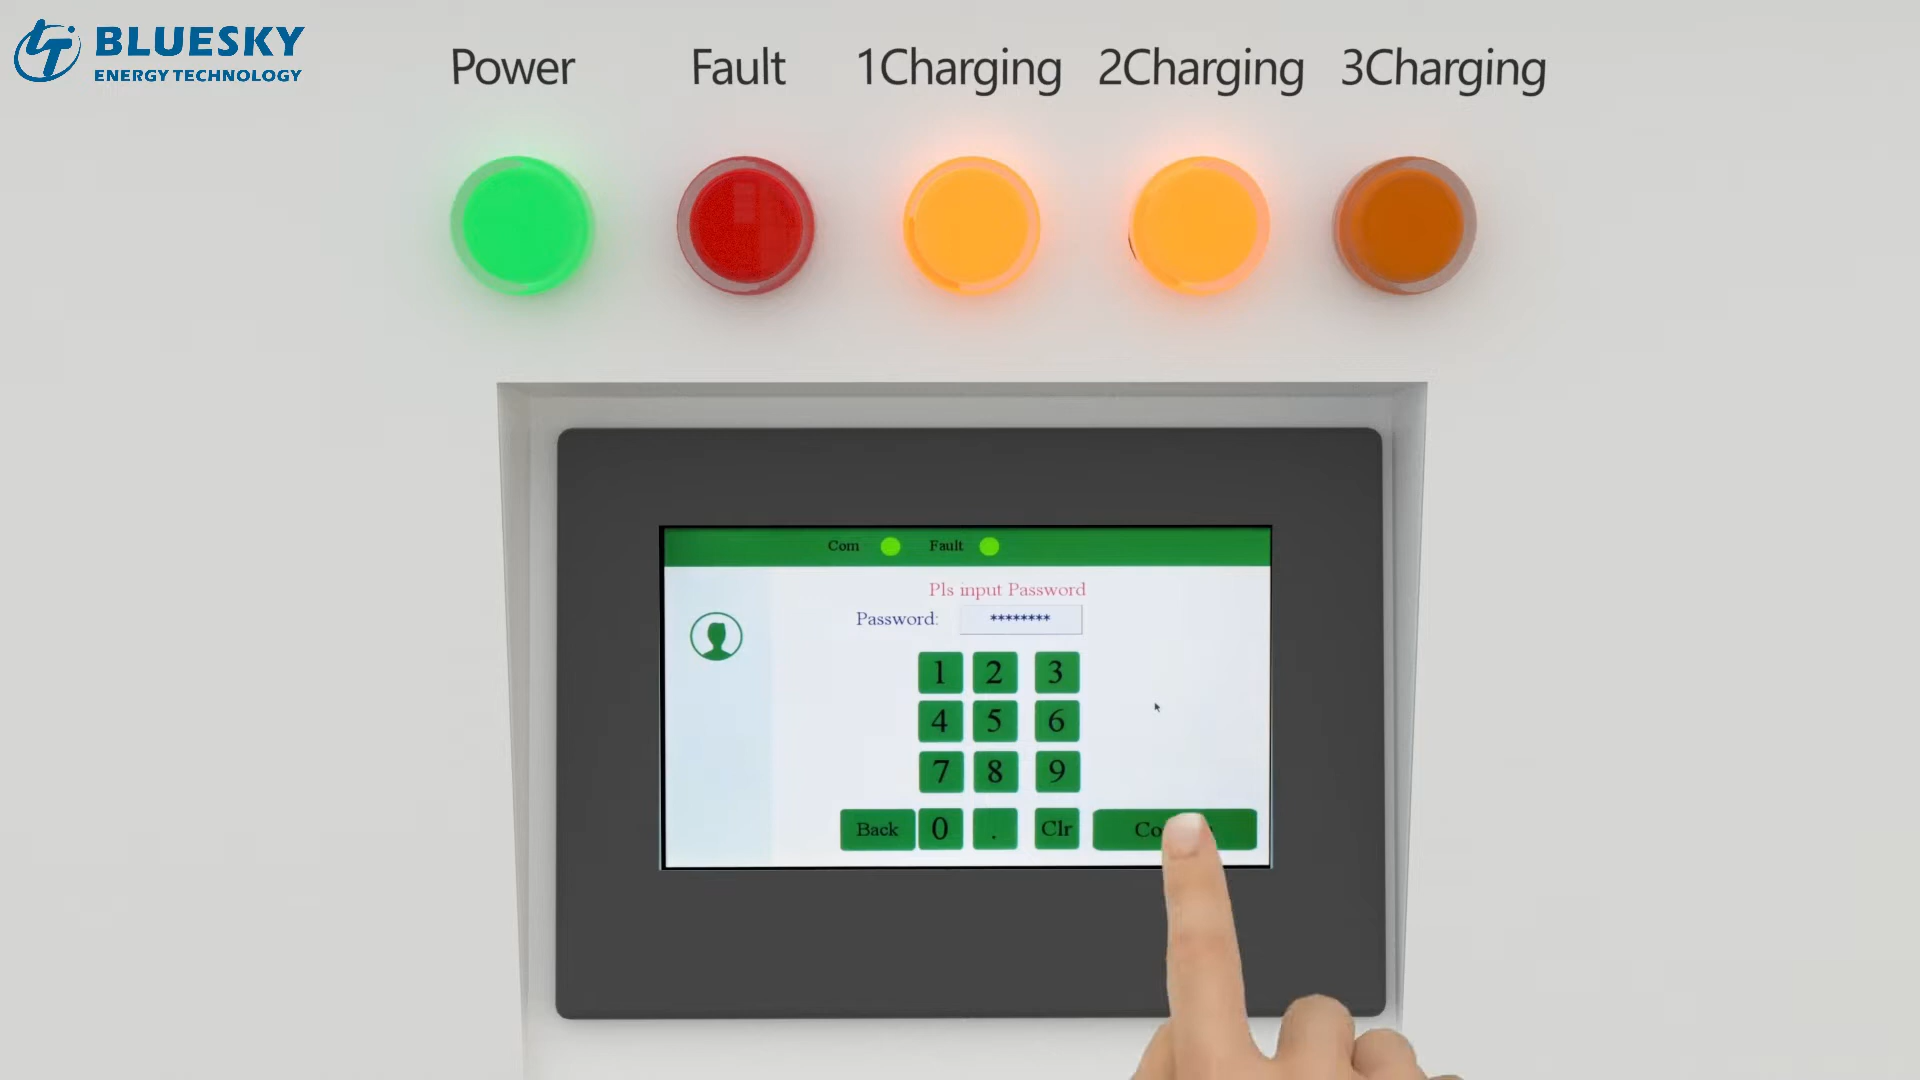 BLUESKY
ENERGY TECHNOLOGY
Power Fault 1Charging 2Charging 3Charging
Com Fault
Pls input Password
Password: ********
1 2 3
4 5 6
7 8 9
Back 0 . Clr